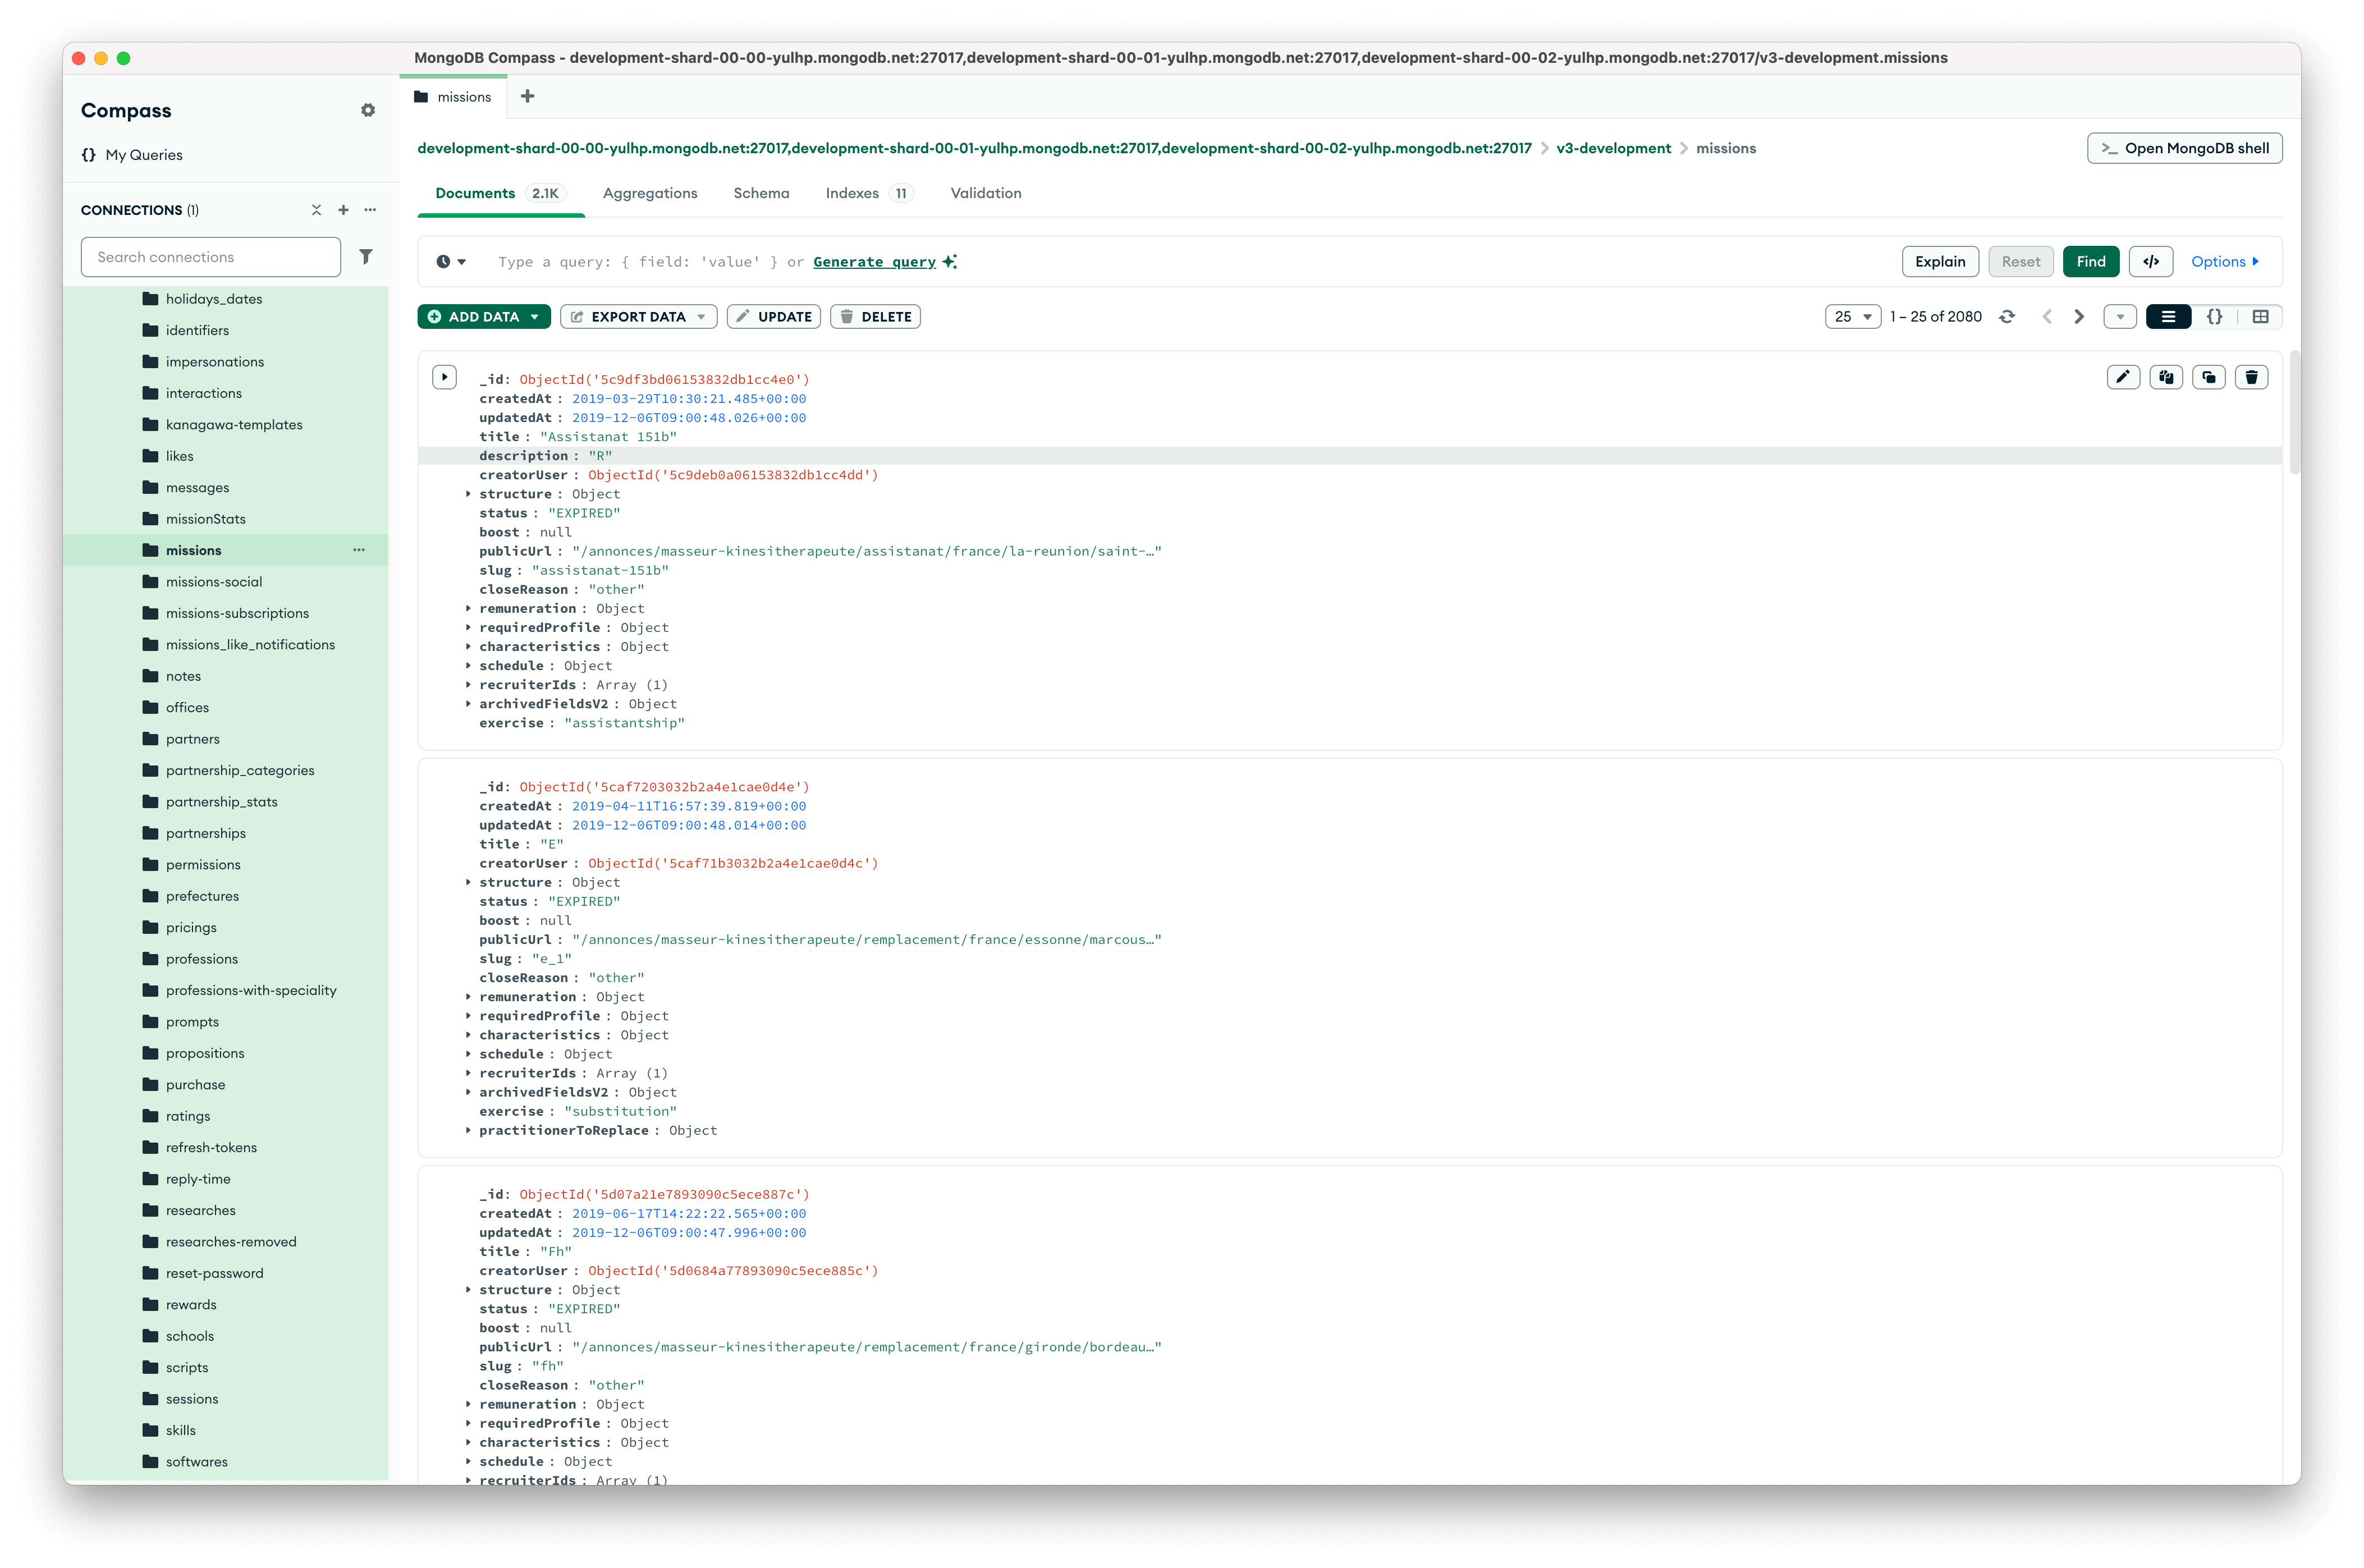 MongoDB Compass - development-shard-00-00-yulhp.mongodb.net:27017,development-shard-00-01-yulhp.mongodb.net:27017,development-shard-00-02-yulhp.mongodb.net:27017/v3-development.missions
Compass
{} My Queries
CONNECTIONS (1)
Search connections
holidays_dates
identifiers
impersonations
interactions
kanagawa-templates
likes
messages
missionStats
missions
missions-social
missions-subscriptions
missions_like_notifications
notes
offices
partners
partnership_categories
partnership_stats
partnerships
permissions
prefectures
pricings
professions
professions-with-speciality
prompts
propositions
purchase
ratings
refresh-tokens
reply-time
researches
researches-removed
reset-password
rewards
schools
scripts
sessions
skills
softwares
missions
development-shard-00-00-yulhp.mongodb.net:27017,development-shard-00-01-yulhp.mongodb.net:27017,development-shard-00-02-yulhp.mongodb.net:27017 > v3-development > missions
>_ Open MongoDB shell
Documents 2.1K Aggregations Schema Indexes 11 Validation
Type a query: { field: 'value' } or Generate query
Explain Reset Find </> Options
ADD DATA EXPORT DATA UPDATE DELETE
25 1 – 25 of 2080 {}
_id: ObjectId('5c9df3bd06153832db1cc4e0')
createdAt : 2019-03-29T10:30:21.485+00:00
updatedAt : 2019-12-06T09:00:48.026+00:00
title : "Assistanat 151b"
description : "R"
creatorUser : ObjectId('5c9deb0a06153832db1cc4dd')
structure : Object
status : "EXPIRED"
boost : null
publicUrl : "/annonces/masseur-kinesitherapeute/assistanat/france/la-reunion/saint-…"
slug : "assistanat-151b"
closeReason : "other"
remuneration : Object
requiredProfile : Object
characteristics : Object
schedule : Object
recruiterIds : Array (1)
archivedFieldsV2 : Object
exercise : "assistantship"
_id: ObjectId('5caf7203032b2a4e1cae0d4e')
createdAt : 2019-04-11T16:57:39.819+00:00
updatedAt : 2019-12-06T09:00:48.014+00:00
title : "E"
creatorUser : ObjectId('5caf71b3032b2a4e1cae0d4c')
structure : Object
status : "EXPIRED"
boost : null
publicUrl : "/annonces/masseur-kinesitherapeute/remplacement/france/essonne/marcous…"
slug : "e_1"
closeReason : "other"
remuneration : Object
requiredProfile : Object
characteristics : Object
schedule : Object
recruiterIds : Array (1)
archivedFieldsV2 : Object
exercise : "substitution"
practitionerToReplace : Object
_id: ObjectId('5d07a21e7893090c5ece887c')
createdAt : 2019-06-17T14:22:22.565+00:00
updatedAt : 2019-12-06T09:00:47.996+00:00
title : "Fh"
creatorUser : ObjectId('5d0684a77893090c5ece885c')
structure : Object
status : "EXPIRED"
boost : null
publicUrl : "/annonces/masseur-kinesitherapeute/remplacement/france/gironde/bordeau…"
slug : "fh"
closeReason : "other"
remuneration : Object
requiredProfile : Object
characteristics : Object
schedule : Object
recruiterIds : Array (1)